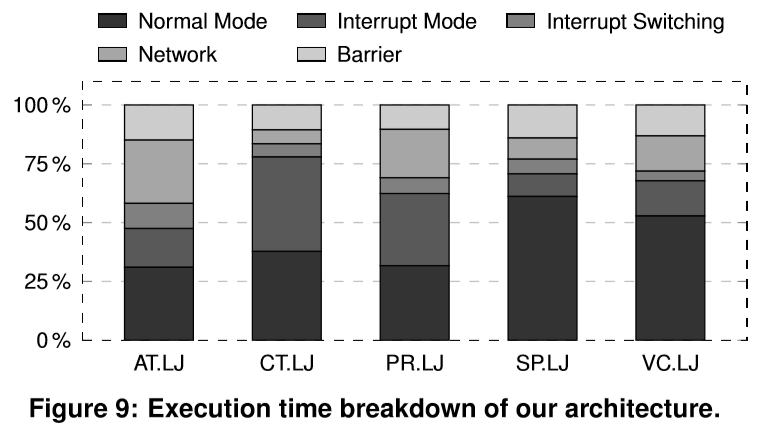 Normal Mode Interrupt Mode Interrupt Switching
Network Barrier
100 %
75 %
50 %
25 %
0 %
AT.LJ CT.LJ PR.LJ SP.LJ VC.LJ
Figure 9: Execution time breakdown of our architecture.